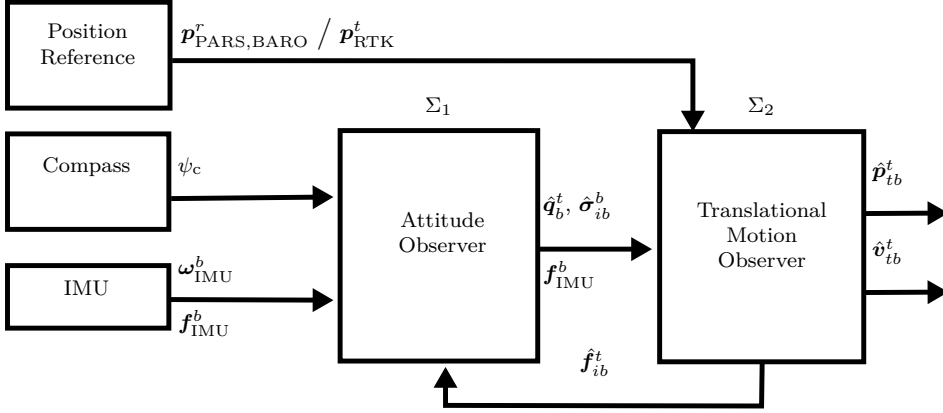 Position
Reference
p^r_PARS,BARO / p^t_RTK
Σ₁
Σ₂
Compass
ψ_c
Attitude
Observer
q̂^t_b, σ̂^b_ib
f^b_IMU
Translational
Motion
Observer
p̂^t_tb
v̂^t_tb
IMU
ω^b_IMU
f^b_IMU
f̂^t_ib